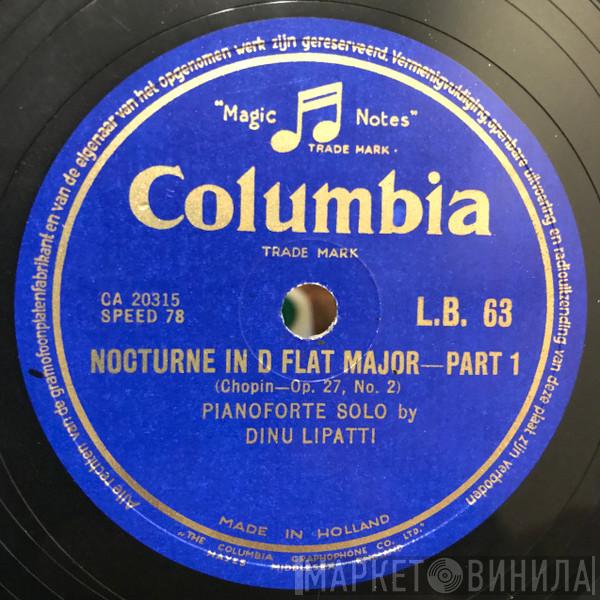 Alle rechten van de gramofoonplatenfabrikant en van de eigenaar van het opgenomen werk zijn gereserveerd. Vermenigvuldiging, openbare uitvoering en radiouitzending van deze plaat zijn verboden
"Magic Notes"
TRADE MARK.
Columbia
TRADE MARK
CA 20315
SPEED 78
L.B. 63
NOCTURNE IN D FLAT MAJOR—PART 1
(Chopin—Op. 27, No. 2)
PIANOFORTE SOLO by
DINU LIPATTI
MADE IN HOLLAND
"THE COLUMBIA GRAPHOPHONE CO. LTD."
HAYES MIDDLESEX
МАРКЕТ ВИНИЛА